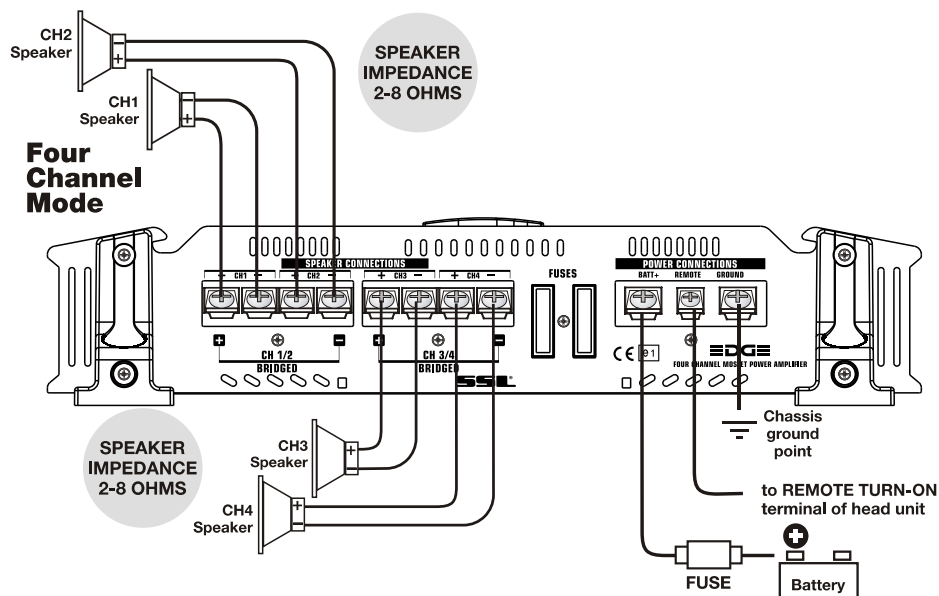 CH2
Speaker
SPEAKER
IMPEDANCE
2-8 OHMS
CH1
Speaker
Four
Channel
Mode
SPEAKER CONNECTIONS
+ CH1 - + CH2 - + CH3 - + CH4 -
FUSES
POWER CONNECTIONS
BATT+ REMOTE GROUND
+ CH 1/2 -
BRIDGED
+ CH 3/4 -
BRIDGED
SSL
CE e1
EDGE
FOUR CHANNEL MOSFET POWER AMPLIFIER
Chassis
ground
point
SPEAKER
IMPEDANCE
2-8 OHMS
CH3
Speaker
CH4
Speaker
to REMOTE TURN-ON
terminal of head unit
FUSE
Battery